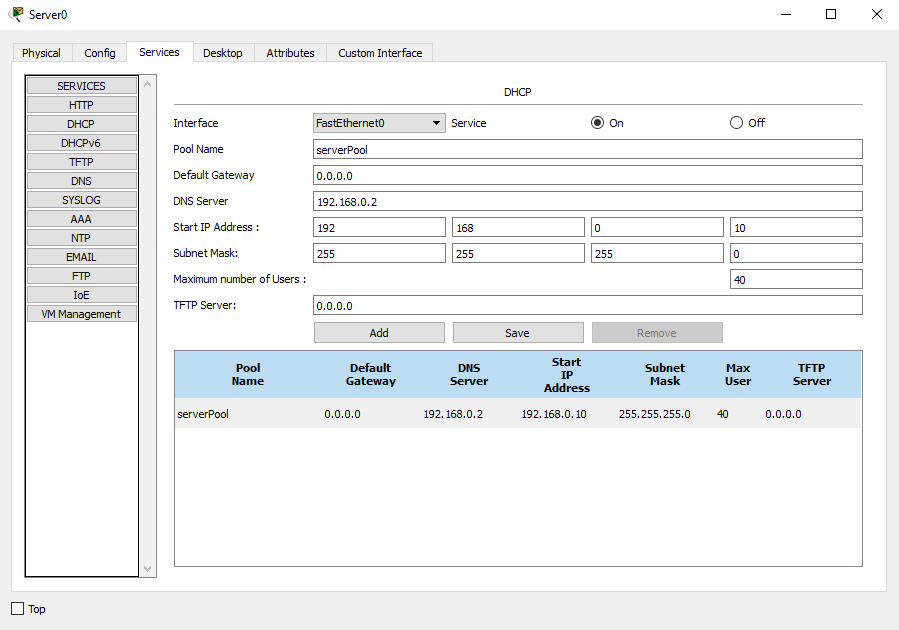 Server0
Physical Config Services Desktop Attributes Custom Interface
SERVICES
HTTP
DHCP
DHCPv6
TFTP
DNS
SYSLOG
AAA
NTP
EMAIL
FTP
IoE
VM Management
DHCP
Interface FastEthernet0 Service On Off
Pool Name serverPool
Default Gateway 0.0.0.0
DNS Server 192.168.0.2
Start IP Address : 192 168 0 10
Subnet Mask: 255 255 255 0
Maximum number of Users : 40
TFTP Server: 0.0.0.0
Add Save Remove
Pool Name Default Gateway DNS Server Start IP Address Subnet Mask Max User TFTP Server
serverPool 0.0.0.0 192.168.0.2 192.168.0.10 255.255.255.0 40 0.0.0.0
Top